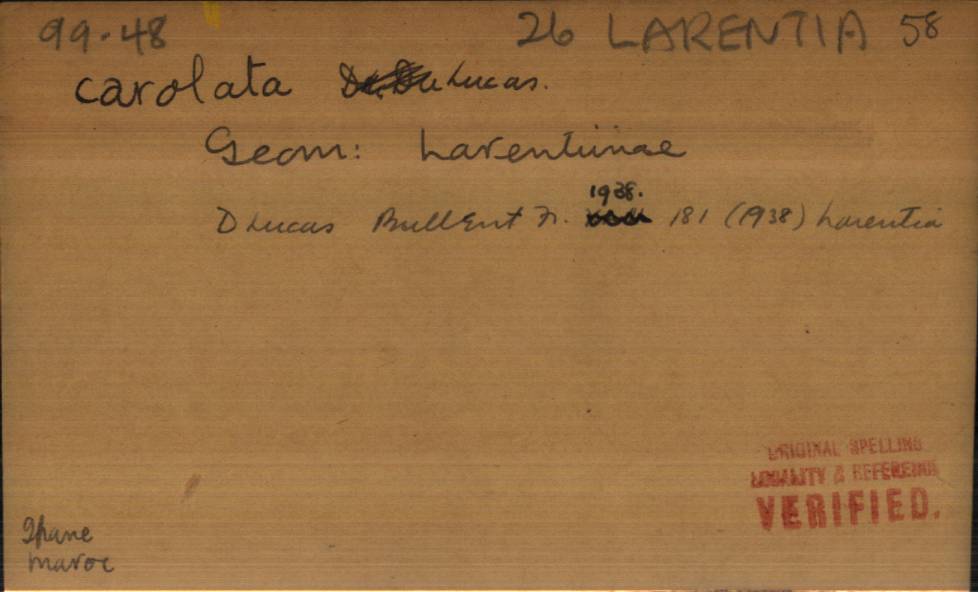 99.48 26 LARENTIA 58
carolata Lucas.
Geom: Larentiinae
1938.
D Lucas Bull Ent Fr. 181 (1938) Larentia
ORIGINAL SPELLING
LOCALITY & REFERENCE
VERIFIED.
Ifrane
Maroc